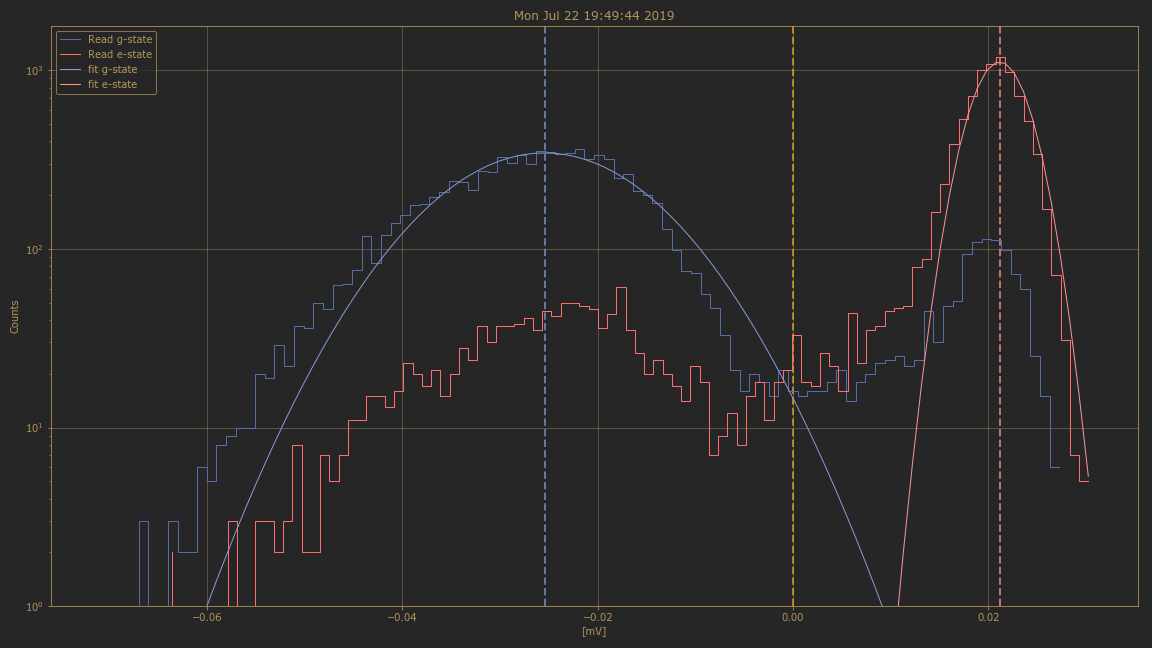 Mon Jul 22 19:49:44 2019
Read g-state
Read e-state
fit g-state
fit e-state
10³
10²
10¹
10⁰
Counts
−0.06
−0.04
−0.02
0.00
0.02
[mV]